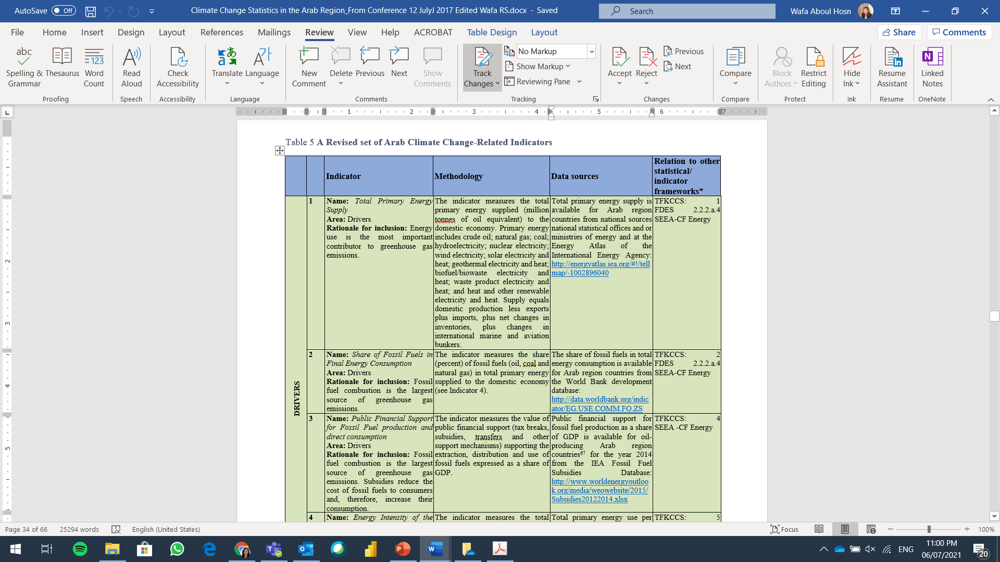 AutoSave Off
Climate Change Statistics in the Arab Region_From Conference 12 JulyJ 2017 Edited Wafa RS.docx - Saved
Search
Wafa Aboul Hosn
File Home Insert Design Layout References Mailings Review View Help ACROBAT Table Design Layout
Share Comments
Spelling & Grammar
Thesaurus
Word Count
Proofing
Read Aloud
Speech
Check Accessibility
Accessibility
Translate
Language
Language
New Comment
Delete
Previous
Next
Show Comments
Comments
Track Changes
No Markup
Show Markup
Reviewing Pane
Tracking
Accept
Reject
Previous
Next
Changes
Compare
Compare
Block Authors
Restrict Editing
Protect
Hide Ink
Ink
Resume Assistant
Resume
Linked Notes
OneNote
1 2 3 4 5 6 7
Table 5 A Revised set of Arab Climate Change-Related Indicators
Indicator
Methodology
Data sources
Relation to other
statistical/
indicator
frameworks*
DRIVERS
1
Name: Total Primary Energy
Supply
Area: Drivers
Rationale for inclusion: Energy
use is the most important
contributor to greenhouse gas
emissions.
The indicator measures the total
primary energy supplied (million
tonnes of oil equivalent) to the
domestic economy. Primary energy
includes crude oil; natural gas; coal;
hydroelectricity; nuclear electricity;
wind electricity; solar electricity and
heat; geothermal electricity and heat;
biofuel/biowaste electricity and
heat; waste product electricity and
heat; and heat and other renewable
electricity and heat. Supply equals
domestic production less exports
plus imports, plus net changes in
inventories, plus changes in
international marine and aviation
bunkers.
Total primary energy supply is
available for Arab region
countries from national sources
national statistical offices and or
ministries of energy and at the
Energy Atlas of the
International Energy Agency:
http://energyatlas.iea.org/#!/tell
map/-1002896040
TFKCCS: 1
FDES 2.2.2.a.4
SEEA-CF Energy
2
Name: Share of Fossil Fuels in
Final Energy Consumption
Area: Drivers
Rationale for inclusion: Fossil
fuel combustion is the largest
source of greenhouse gas
emissions.
The indicator measures the share
(percent) of fossil fuels (oil, coal and
natural gas) in total primary energy
supplied to the domestic economy
(see Indicator 4).
The share of fossil fuels in total
energy consumption is available
for Arab region countries from
the World Bank development
database:
http://data.worldbank.org/indic
ator/EG.USE.COMM.FO.ZS
TFKCCS: 2
FDES 2.2.2.a.4
SEEA-CF Energy
3
Name: Public Financial Support
for Fossil Fuel production and
direct consumption
Area: Drivers
Rationale for inclusion: Fossil
fuel combustion is the largest
source of greenhouse gas
emissions. Subsidies reduce the
cost of fossil fuels to consumers
and, therefore, increase their
consumption.
The indicator measures the value of
public financial support (tax breaks,
subsidies, transfers and other
support mechanisms) supporting the
extraction, distribution and use of
fossil fuels expressed as a share of
GDP.
Public financial support for
fossil fuel production as a share
of GDP is available for oil-
producing Arab region
countries67 for the year 2014
from the IEA Fossil Fuel
Subsidies Database:
http://www.worldenergyoutloo
k.org/media/weowebsite/2015/
Subsidies20122014.xlsx
TFKCCS: 4
SEEA -CF Energy
4
Name: Energy Intensity of the
The indicator measures the total
Total primary energy use per
TFKCCS: 5
2
3
4
5
Page 34 of 66 25294 words English (United States)
Focus
100%
ENG
11:00 PM
06/07/2021
20